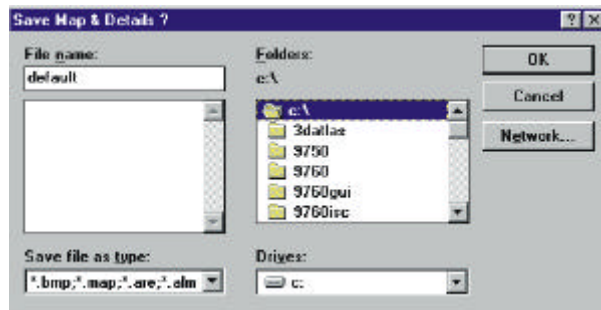 Save Map & Details ?
File name:
default
Folders:
c:\
OK
Cancel
Network...
c:\
3datlas
9750
9760
9760gui
9760isc
Save file as type:
*.bmp;*.map;*.are;*.alm
Drives:
c: